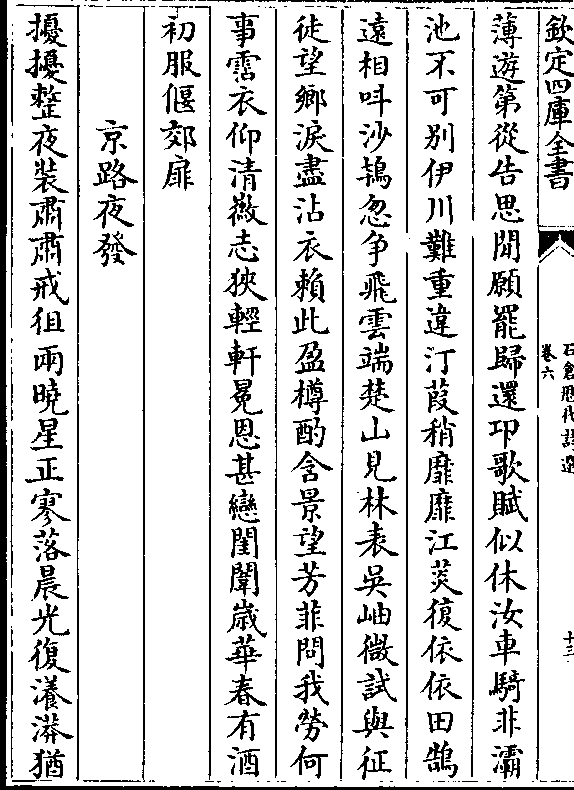 欽定四庫全書
石倉歷代詩選
卷六
十三
薄遊第從告思閒願罷歸還卭歌賦似休汝車騎非灞
池不可別伊川難重違汀葭稍靡靡江菼復依依田鵠
遠相叫沙鴇忽争飛雲端楚山見林表吳岫微試與征
徒望鄉淚盡沾衣賴此盈樽酌含景望芳菲問我勞何
事霑衣仰清徽志狹輕軒冕恩甚戀閨闈嵗華春有酒
初服偃郊扉
京路夜發
擾擾整夜裝肅肅戒徂兩曉星正寥落晨光復瀁漭猶